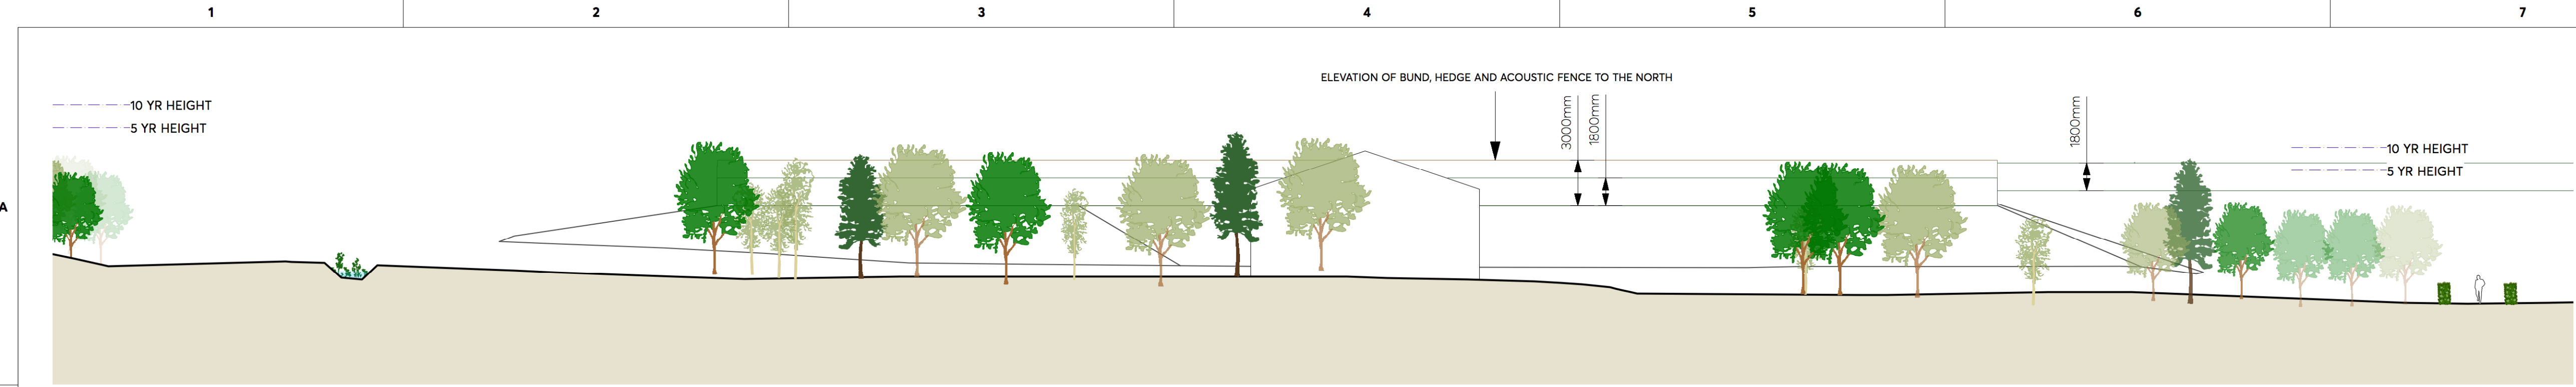 1 2 3 4 5 6 7
ELEVATION OF BUND, HEDGE AND ACOUSTIC FENCE TO THE NORTH
10 YR HEIGHT
5 YR HEIGHT
3000mm
1800mm
1800mm
10 YR HEIGHT
5 YR HEIGHT
A